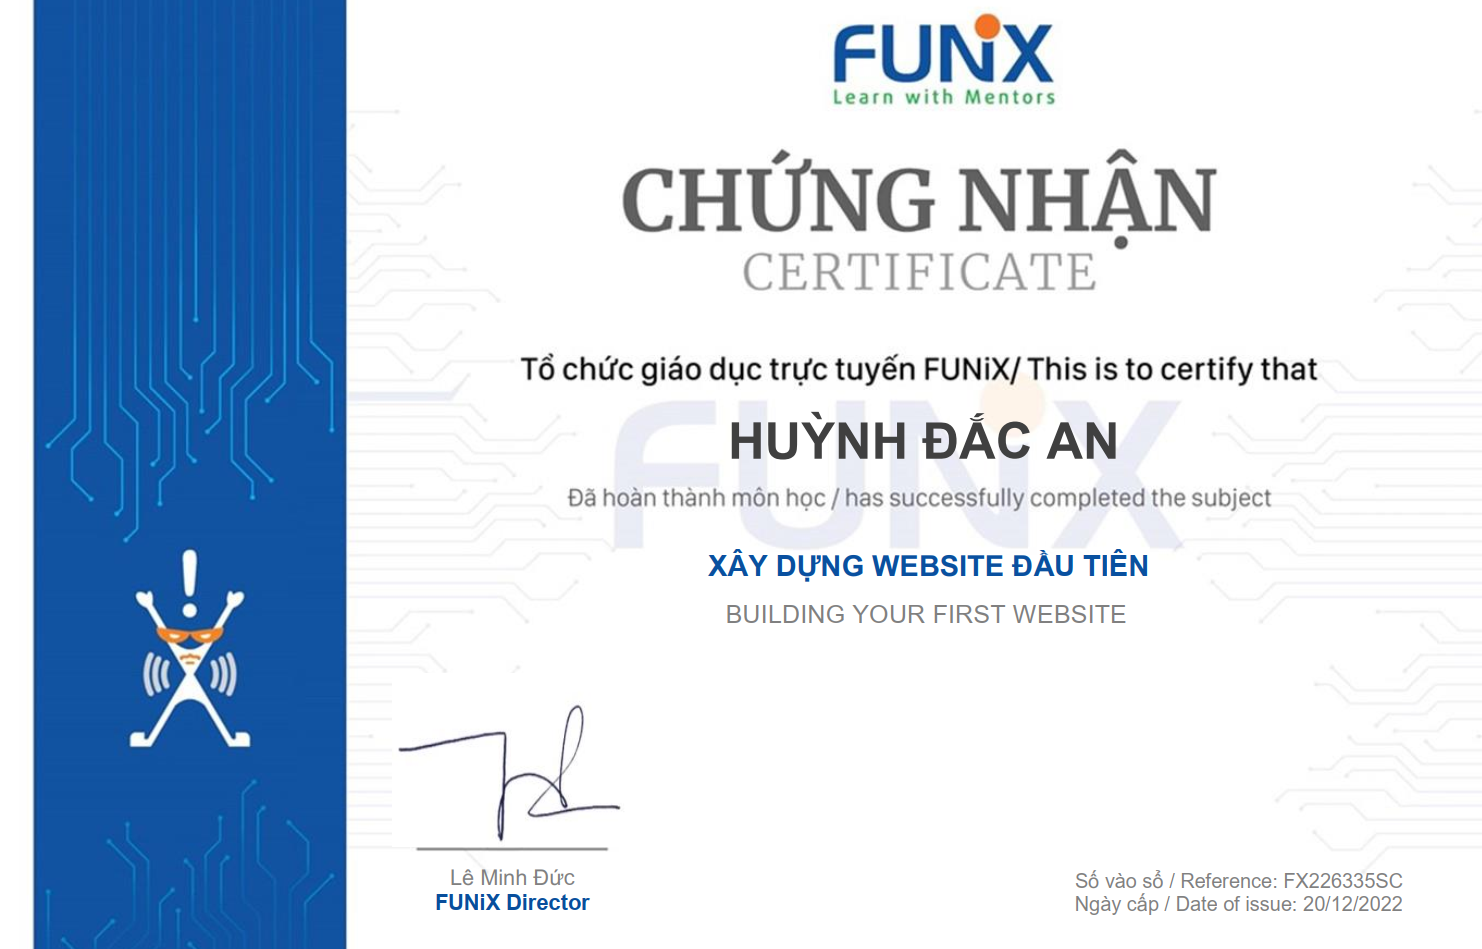 FUNiX
Learn with Mentors
CHỨNG NHẬN
CERTIFICATE
Tổ chức giáo dục trực tuyến FUNiX/ This is to certify that
HUỲNH ĐẮC AN
Đã hoàn thành môn học / has successfully completed the subject
XÂY DỰNG WEBSITE ĐẦU TIÊN
BUILDING YOUR FIRST WEBSITE
Lê Minh Đức
FUNiX Director
Số vào sổ / Reference: FX226335SC
Ngày cấp / Date of issue: 20/12/2022